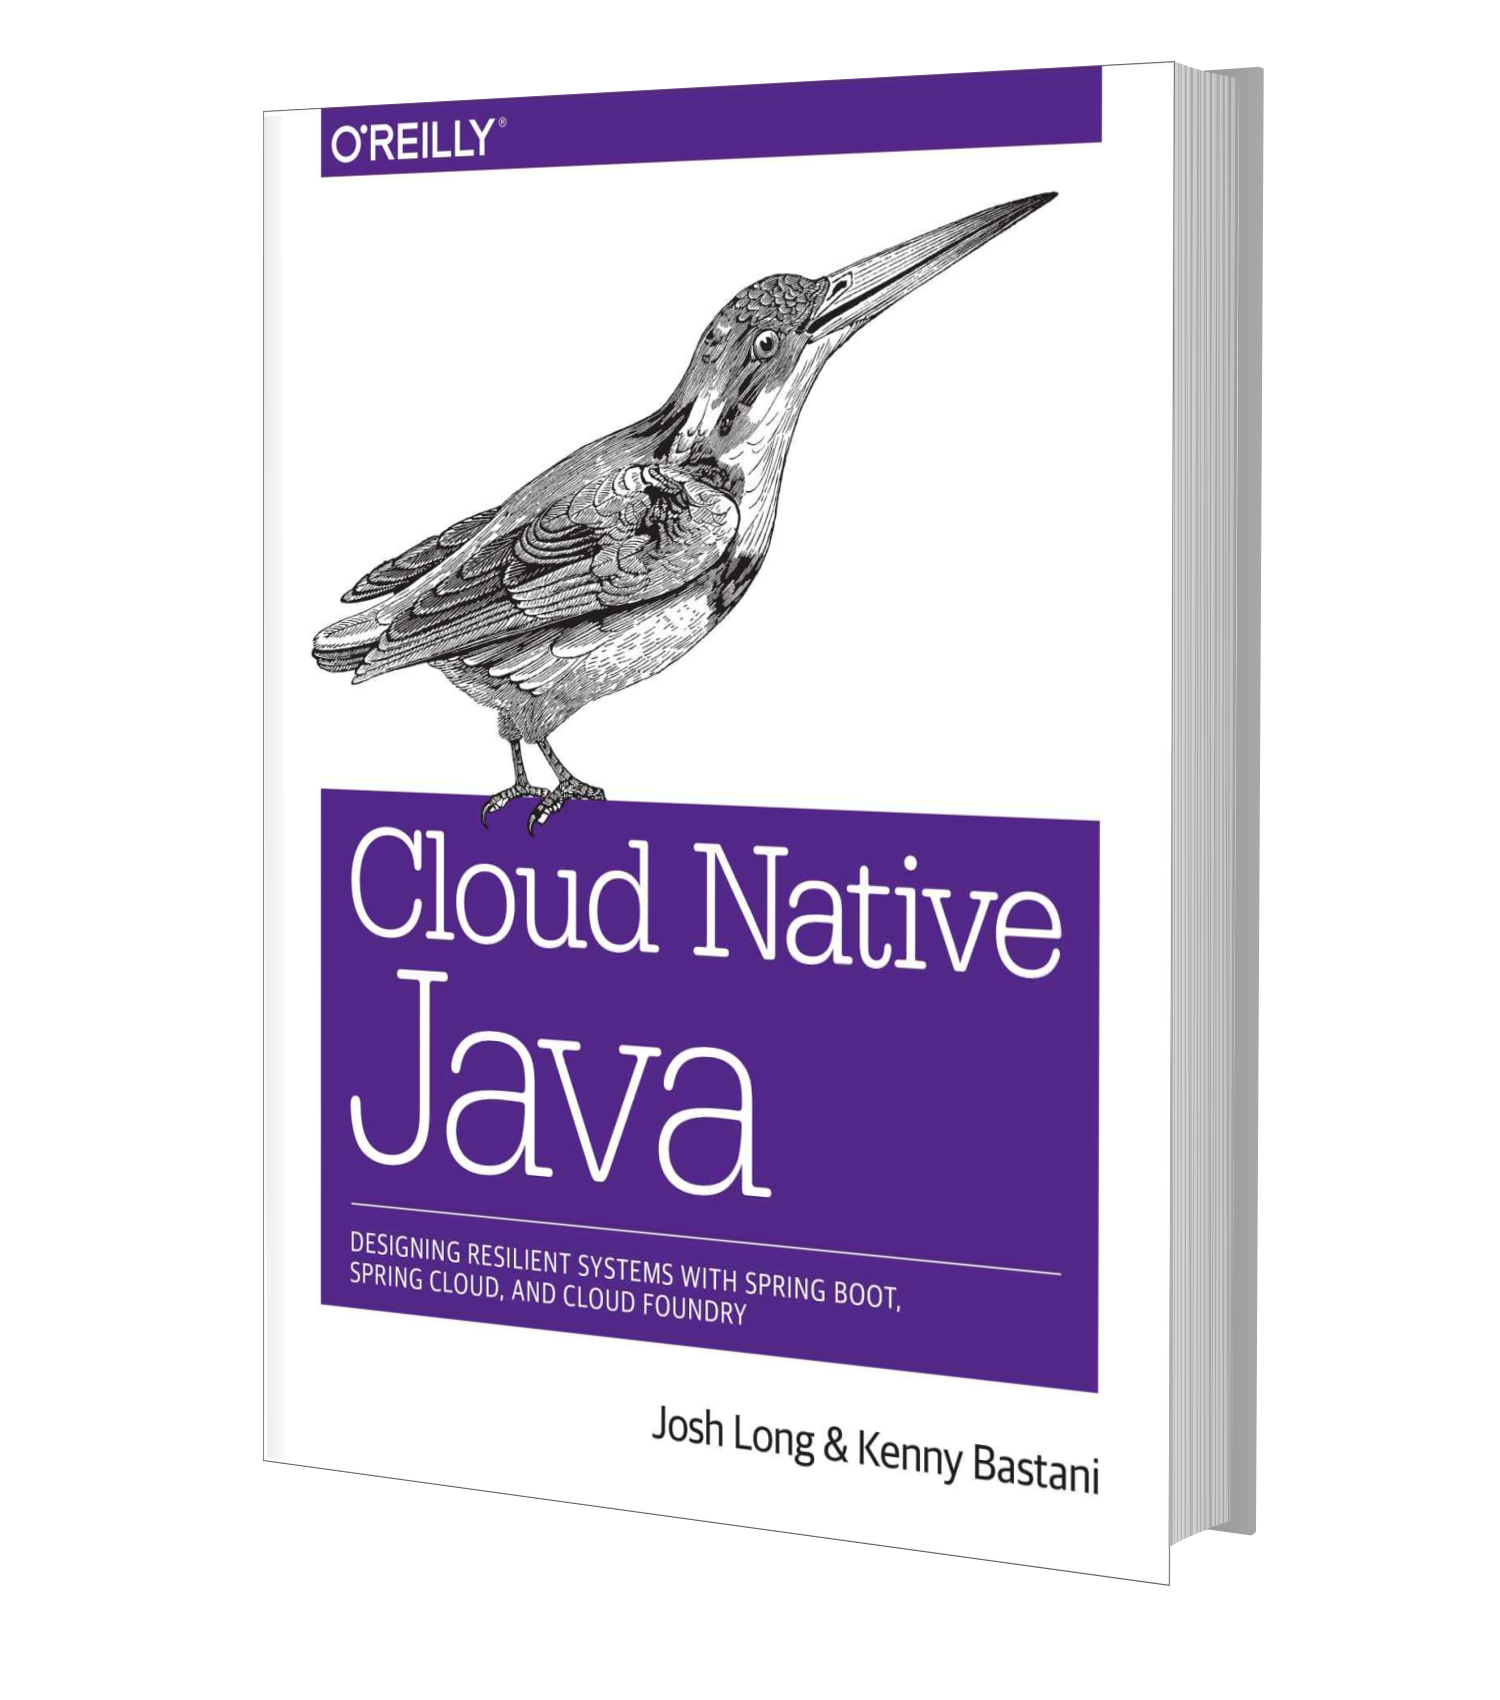 O'REILLY®
Cloud Native
Java
DESIGNING RESILIENT SYSTEMS WITH SPRING BOOT,
SPRING CLOUD, AND CLOUD FOUNDRY
Josh Long & Kenny Bastani